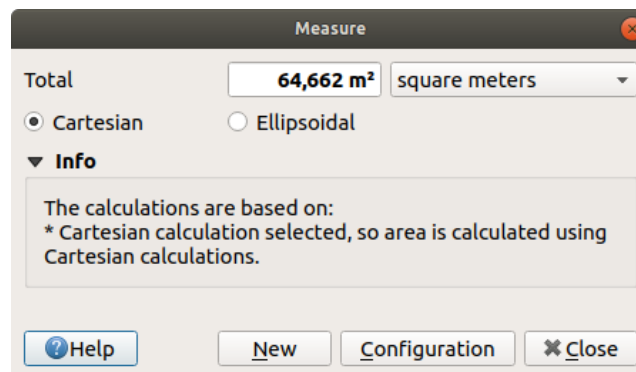 Measure
Total 64,662 m² square meters
Cartesian Ellipsoidal
Info
The calculations are based on:
* Cartesian calculation selected, so area is calculated using
Cartesian calculations.
Help New Configuration Close